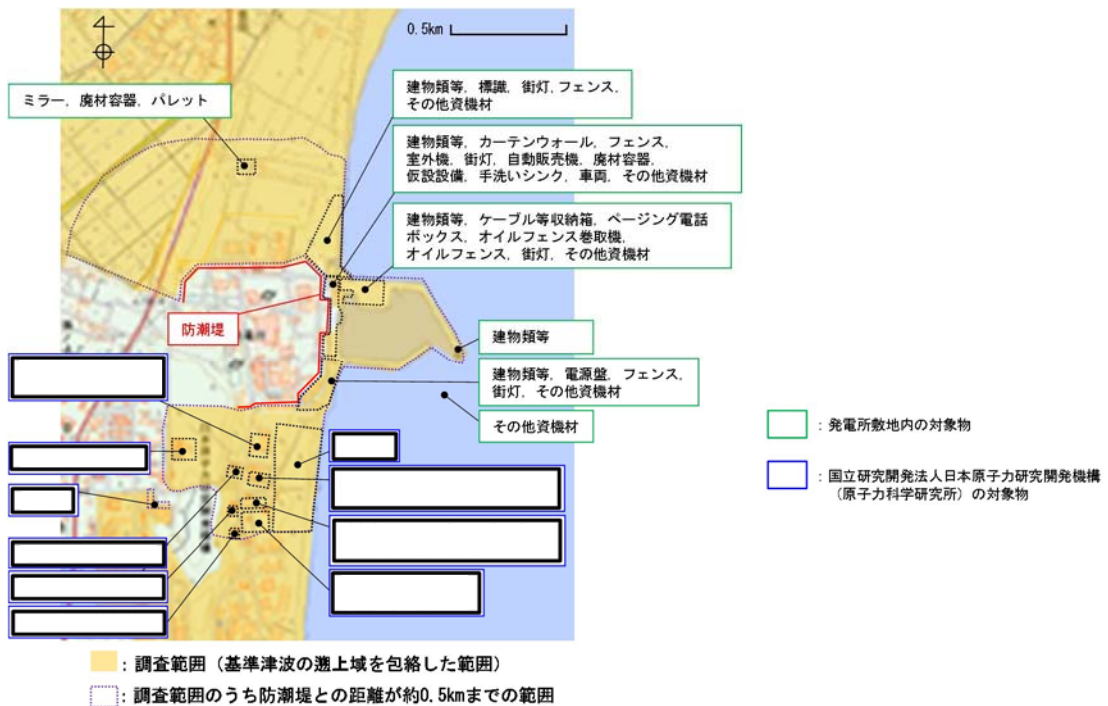 0.5km
ミラー，廃材容器，パレット
建物類等，標識，街灯，フェンス，
その他資機材
建物類等，カーテンウォール，フェンス，
室外機，街灯，自動販売機，廃材容器，
仮設設備，手洗いシンク，車両，その他資機材
建物類等，ケーブル等収納箱，ページング電話
ボックス，オイルフェンス巻取機，
オイルフェンス，街灯，その他資機材
防潮堤
建物類等
建物類等，電源盤，フェンス，
街灯，その他資機材
その他資機材
：発電所敷地内の対象物
：国立研究開発法人日本原子力研究開発機構
（原子力科学研究所）の対象物
：調査範囲（基準津波の遡上域を包絡した範囲）
：調査範囲のうち防潮堤との距離が約0.5kmまでの範囲